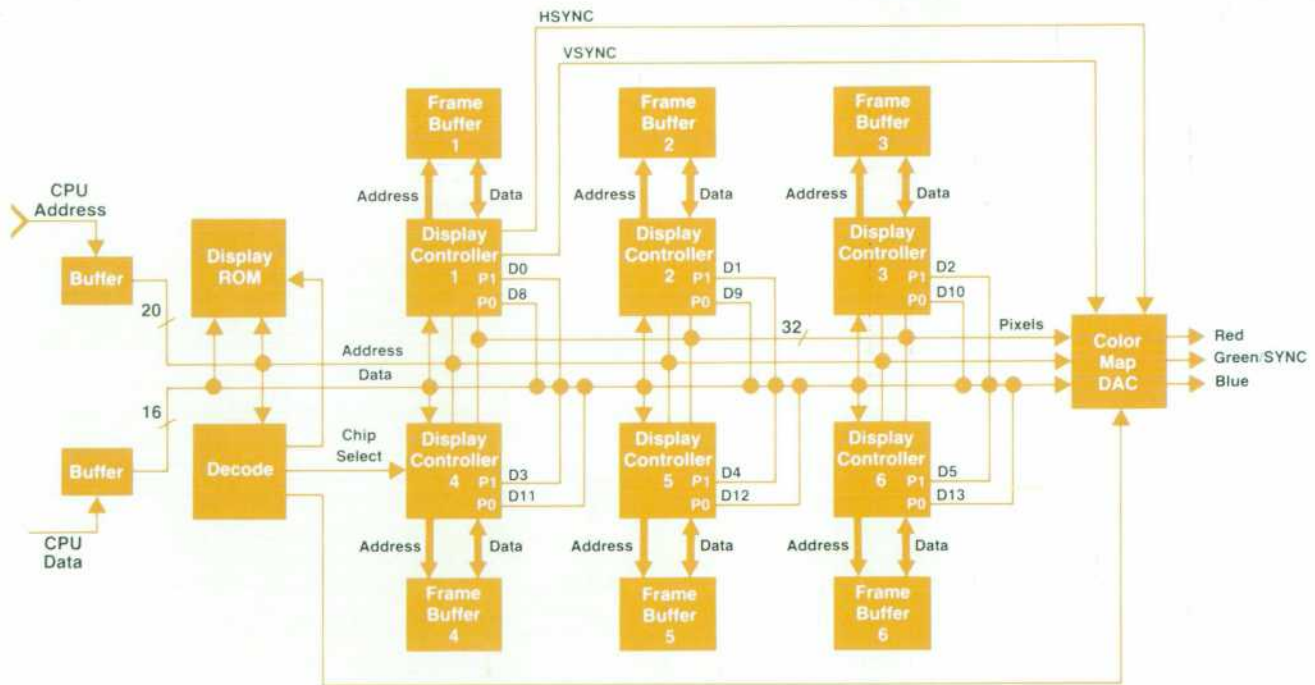 HSYNC
VSYNC
Frame
Buffer
1
Frame
Buffer
2
Frame
Buffer
3
Address
Data
Address
Data
Address
Data
CPU
Address
Buffer
Display
ROM
Display
Controller
1
P1
P0
D0
D8
Display
Controller
2
P1
P0
D1
D9
Display
Controller
3
P1
P0
D2
D10
20
Address
Data
32
Pixels
Color
Map
DAC
Red
Green/SYNC
Blue
16
Buffer
CPU
Data
Decode
Chip
Select
Display
Controller
4
P1
P0
D3
D11
Display
Controller
5
P1
P0
D4
D12
Display
Controller
6
P1
P0
D5
D13
Address
Data
Address
Data
Address
Data
Frame
Buffer
4
Frame
Buffer
5
Frame
Buffer
6